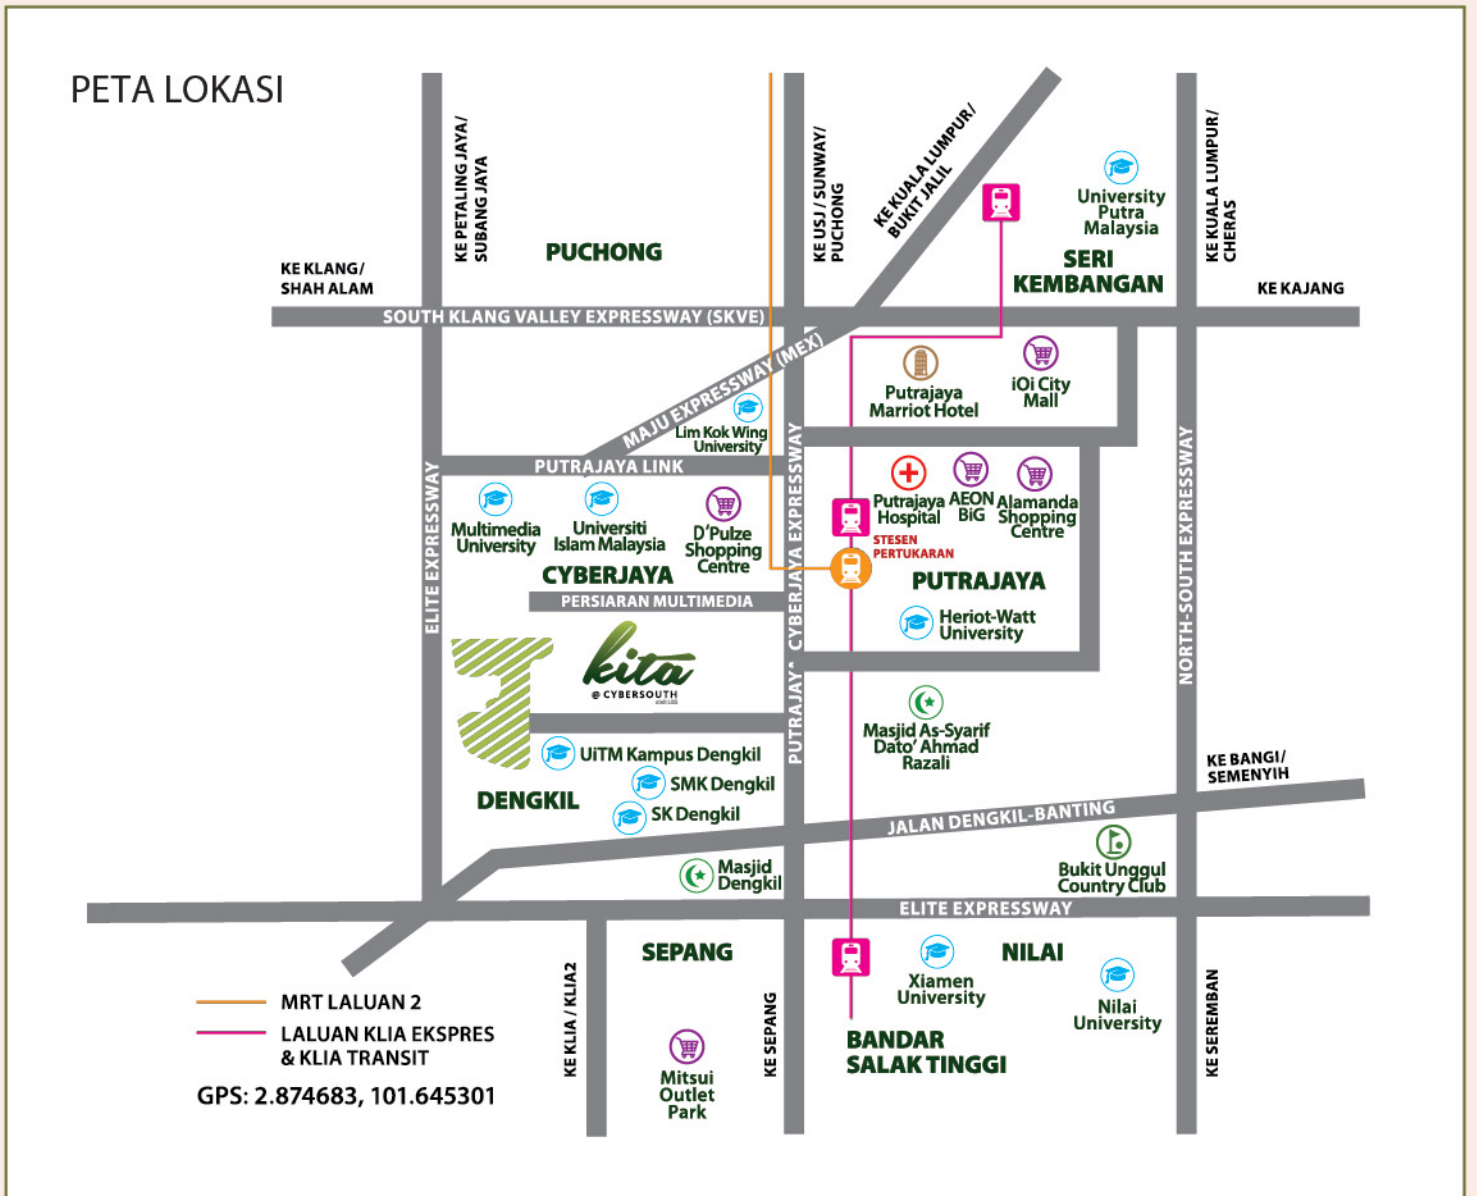 PETA LOKASI
KE PETALING JAYA/
SUBANG JAYA
KE USJ / SUNWAY/
PUCHONG
KE KUALA LUMPUR/
BUKIT JALIL
KE KUALA LUMPUR/
CHERAS
University
Putra
Malaysia
PUCHONG
SERI
KEMBANGAN
KE KLANG/
SHAH ALAM
KE KAJANG
SOUTH KLANG VALLEY EXPRESSWAY (SKVE)
MAJU EXPRESSWAY (MEX)
Putrajaya
Marriot Hotel
iOi City
Mall
Lim Kok Wing
University
PUTRAJAYA LINK
ELITE EXPRESSWAY
PUTRAJAYA CYBERJAYA EXPRESSWAY
NORTH-SOUTH EXPRESSWAY
Multimedia
University
Universiti
Islam Malaysia
D'Pulze
Shopping
Centre
Putrajaya
Hospital
AEON
BiG
Alamanda
Shopping
Centre
STESEN
PERTUKARAN
CYBERJAYA
PUTRAJAYA
PERSIARAN MULTIMEDIA
Heriot-Watt
University
kita
@ CYBERSOUTH
oleh LBS
Masjid As-Syarif
Dato' Ahmad
Razali
UiTM Kampus Dengkil
SMK Dengkil
SK Dengkil
DENGKIL
KE BANGI/
SEMENYIH
JALAN DENGKIL-BANTING
Masjid
Dengkil
Bukit Unggul
Country Club
ELITE EXPRESSWAY
SEPANG
NILAI
Xiamen
University
Nilai
University
KE KLIA / KLIA2
KE SEPANG
KE SEREMBAN
MRT LALUAN 2
LALUAN KLIA EKSPRES
& KLIA TRANSIT
GPS: 2.874683, 101.645301
BANDAR
SALAK TINGGI
Mitsui
Outlet
Park